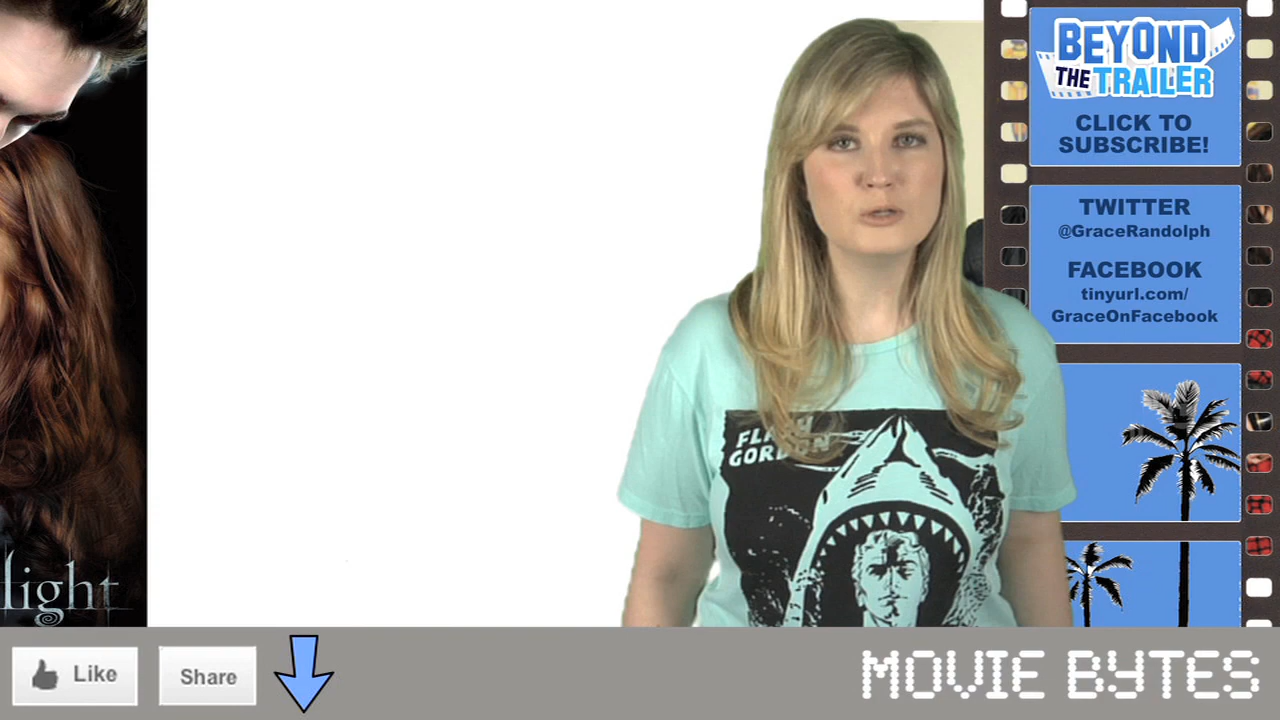 BEYOND
THE TRAILER
CLICK TO
SUBSCRIBE!
TWITTER
@GraceRandolph
FACEBOOK
tinyurl.com/
GraceOnFacebook
FLASH
GORDON
light
Like
Share
MOVIE BYTES